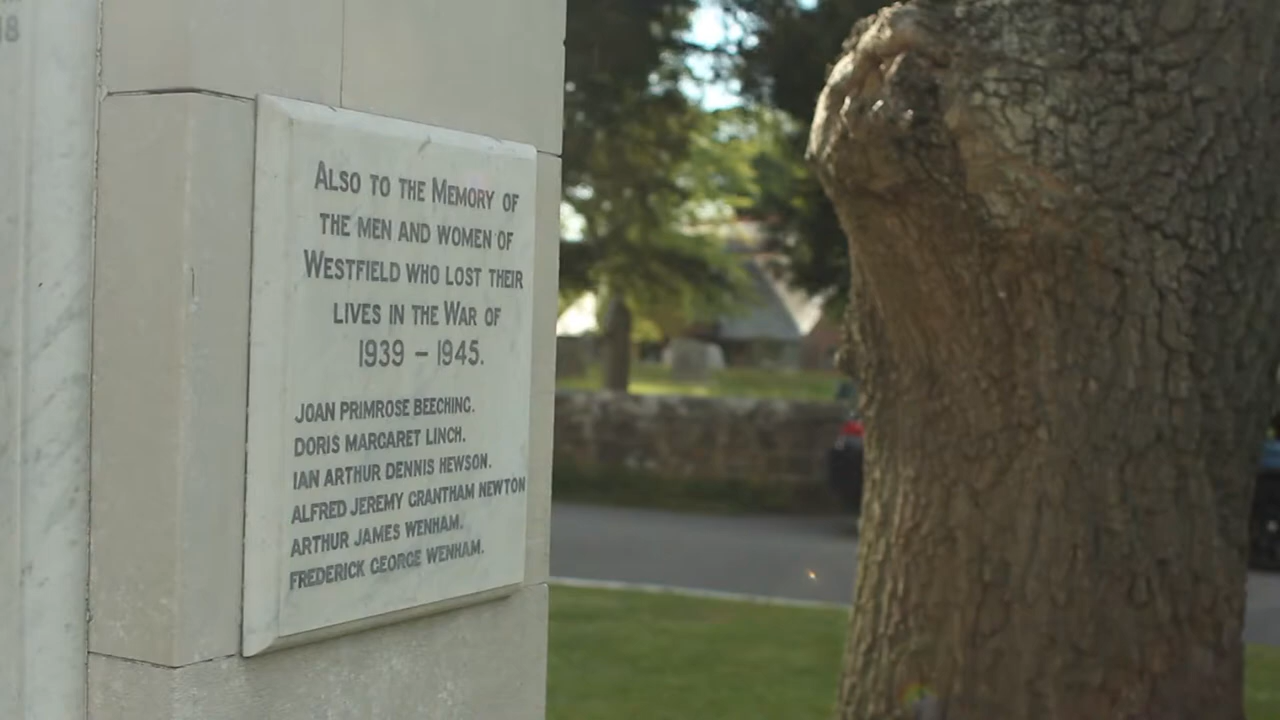 18
ALSO TO THE MEMORY OF
THE MEN AND WOMEN OF
WESTFIELD WHO LOST THEIR
LIVES IN THE WAR OF
1939 – 1945.
JOAN PRIMROSE BEECHING.
DORIS MARGARET LINCH.
IAN ARTHUR DENNIS HEWSON.
ALFRED JEREMY GRANTHAM NEWTON
ARTHUR JAMES WENHAM.
FREDERICK GEORGE WENHAM.